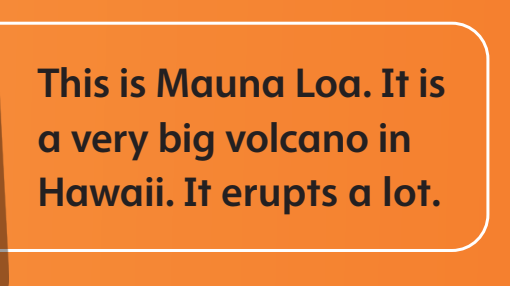 This is Mauna Loa. It is
a very big volcano in
Hawaii. It erupts a lot.